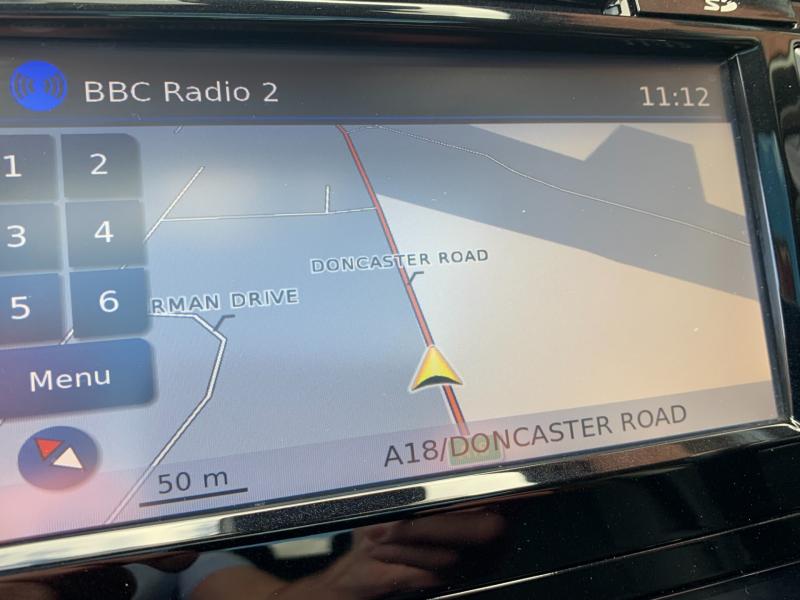 BBC Radio 2
11:12
1
2
3
4
5
6
DONCASTER ROAD
RMAN DRIVE
Menu
A18/DONCASTER ROAD
50 m